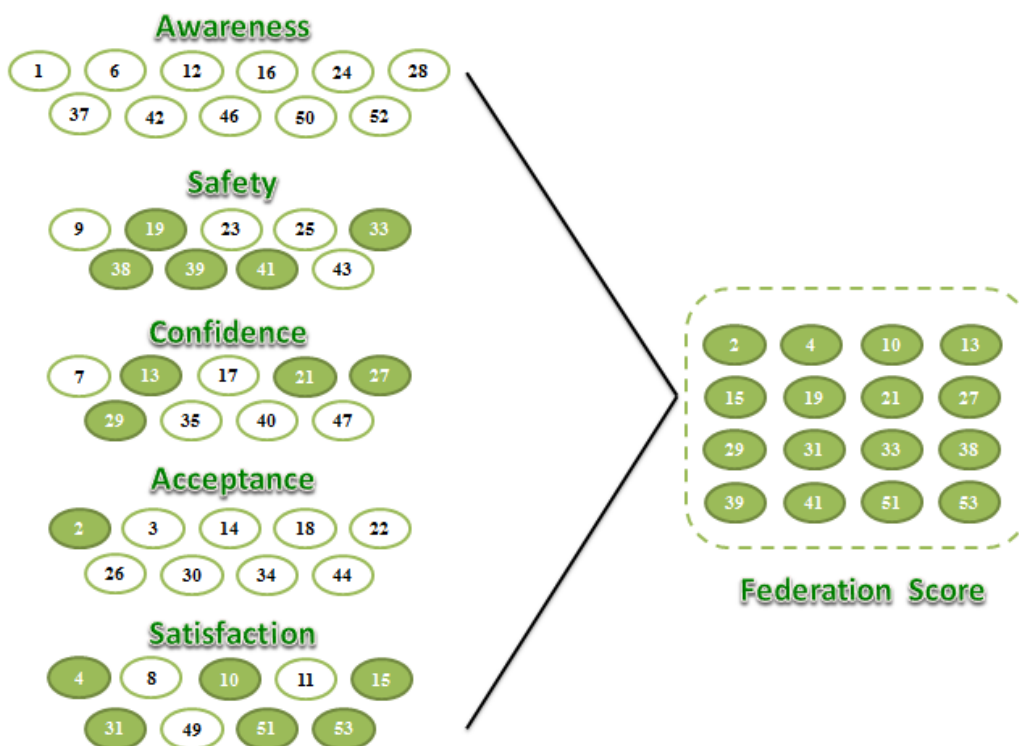 Awareness
1 6 12 16 24 28
37 42 46 50 52
Safety
9 19 23 25 33
38 39 41 43
Confidence
7 13 17 21 27
29 35 40 47
Acceptance
2 3 14 18 22
26 30 34 44
Satisfaction
4 8 10 11 15
31 49 51 53
2 4 10 13
15 19 21 27
29 31 33 38
39 41 51 53
Federation Score